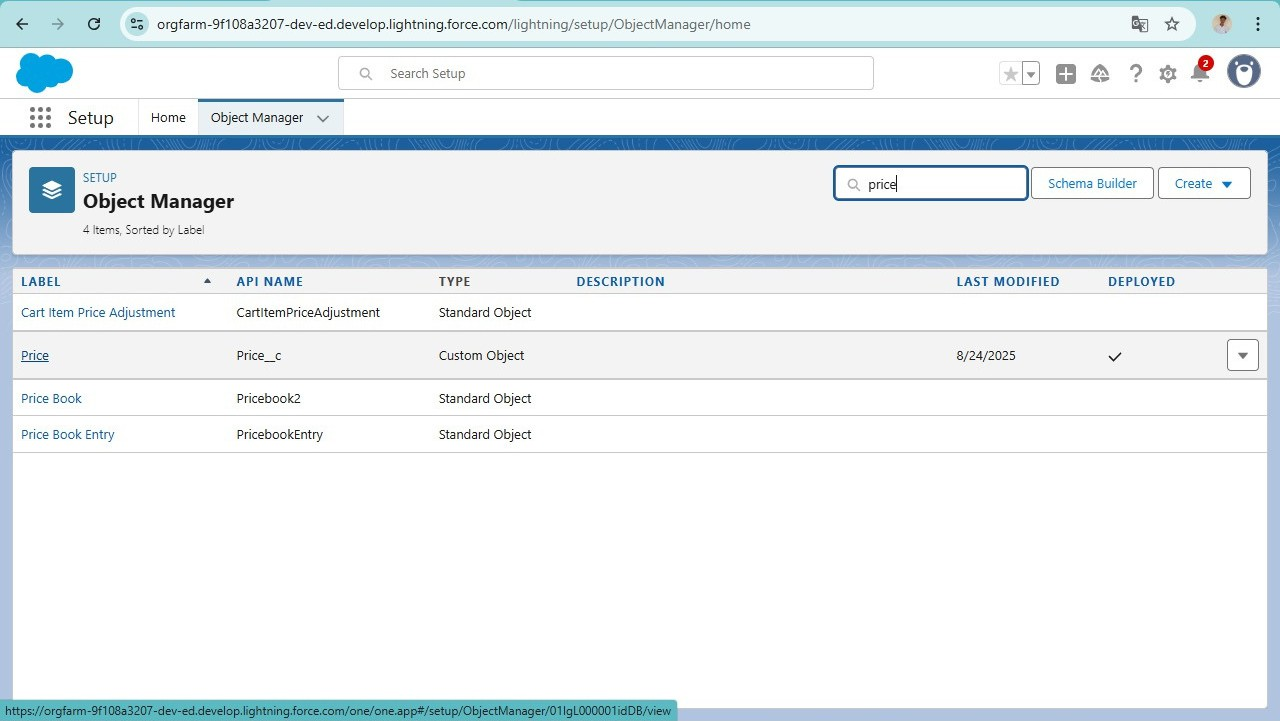 orgfarm-9f108a3207-dev-ed.develop.lightning.force.com/lightning/setup/ObjectManager/home
Search Setup
2
Setup
Home
Object Manager
SETUP
Object Manager
4 Items, Sorted by Label
price
Schema Builder
Create
LABEL API NAME TYPE DESCRIPTION LAST MODIFIED DEPLOYED
Cart Item Price Adjustment CartItemPriceAdjustment Standard Object
Price Price__c Custom Object 8/24/2025
Price Book Pricebook2 Standard Object
Price Book Entry PricebookEntry Standard Object
https://orgfarm-9f108a3207-dev-ed.develop.lightning.force.com/one/one.app#/setup/ObjectManager/01IgL000001idDB/view